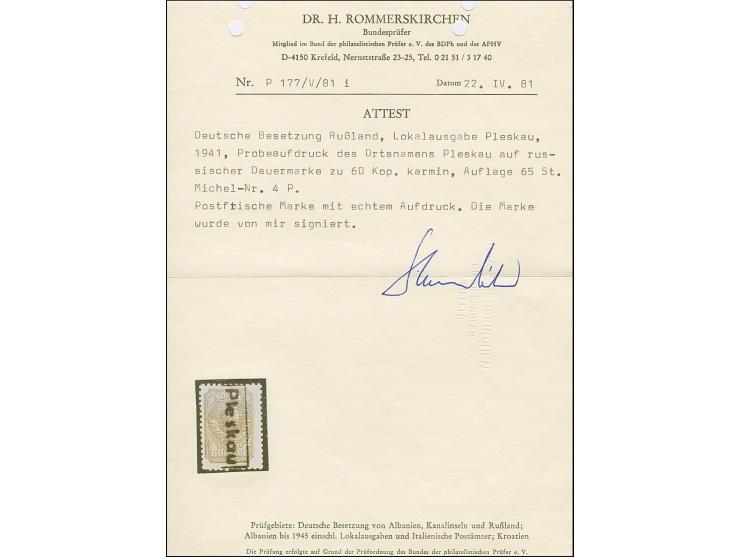 DR. H. ROMMERSKIRCHEN
Bundesprüfer
Mitglied im Bund der philatelistischen Prüfer e. V. des BDPh und des APHV
D-4150 Krefeld, Nernststraße 23-25, Tel. 0 21 51 / 3 17 40
Nr. P 177/V/81 i Datum 22. IV. 81
ATTEST
Deutsche Besetzung Rußland, Lokalausgabe Pleskau,
1941, Probeaufdruck des Ortsnamens Pleskau auf rus-
sischer Dauermarke zu 60 Kop. karmin, Auflage 65 St.
Michel-Nr. 4 P.
Postfrische Marke mit echtem Aufdruck. Die Marke
wurde von mir signiert.
Pleskau
Prüfgebiete: Deutsche Besetzung von Albanien, Kanalinseln und Rußland;
Albanien bis 1945 einschl. Lokalausgaben und Italienische Postämter; Kroatien
Die Prüfung erfolgte auf Grund der Prüfordnung des Bundes der philatelistischen Prüfer e. V.